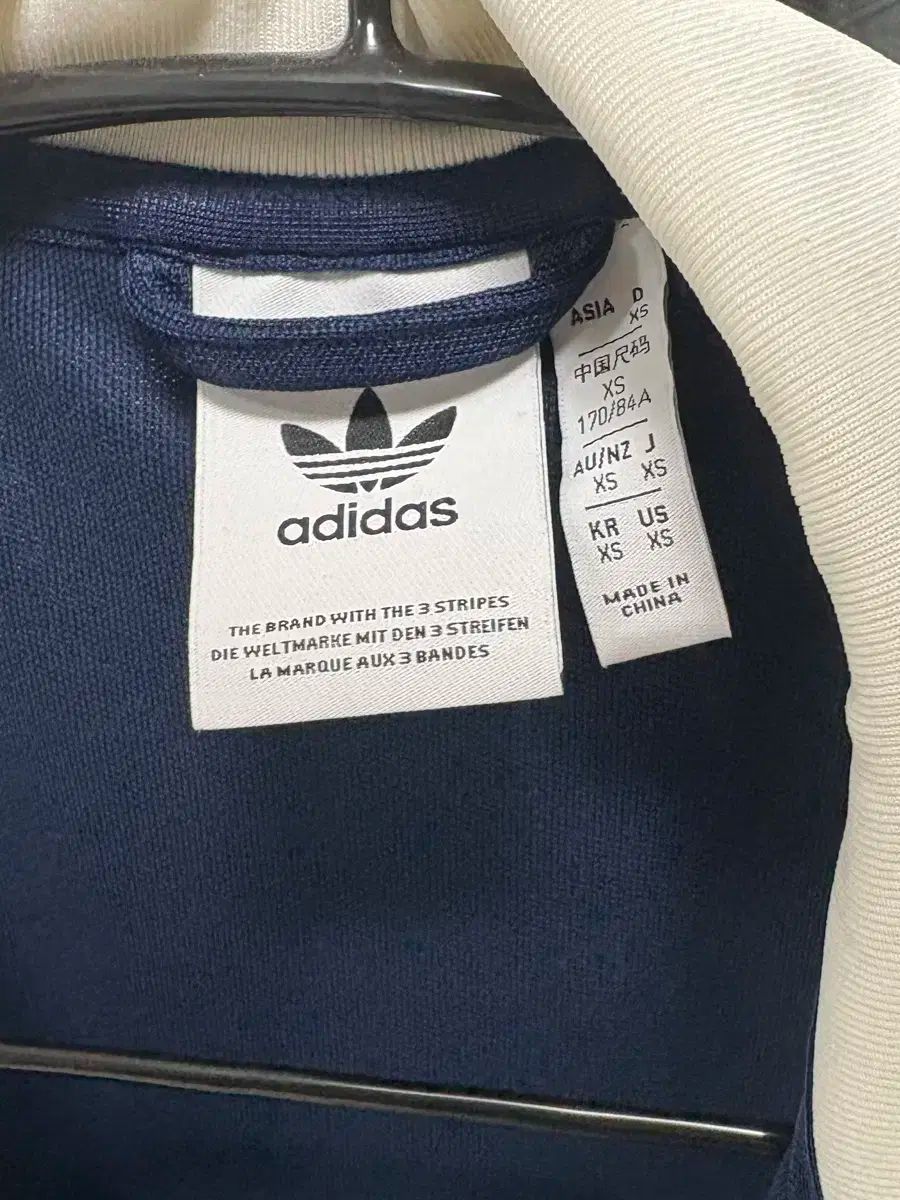 adidas
THE BRAND WITH THE 3 STRIPES
DIE WELTMARKE MIT DEN 3 STREIFEN
LA MARQUE AUX 3 BANDES
ASIA D
XS
中国尺码
XS
170/84A
AU/NZ J
XS XS
KR US
XS XS
MADE IN
CHINA